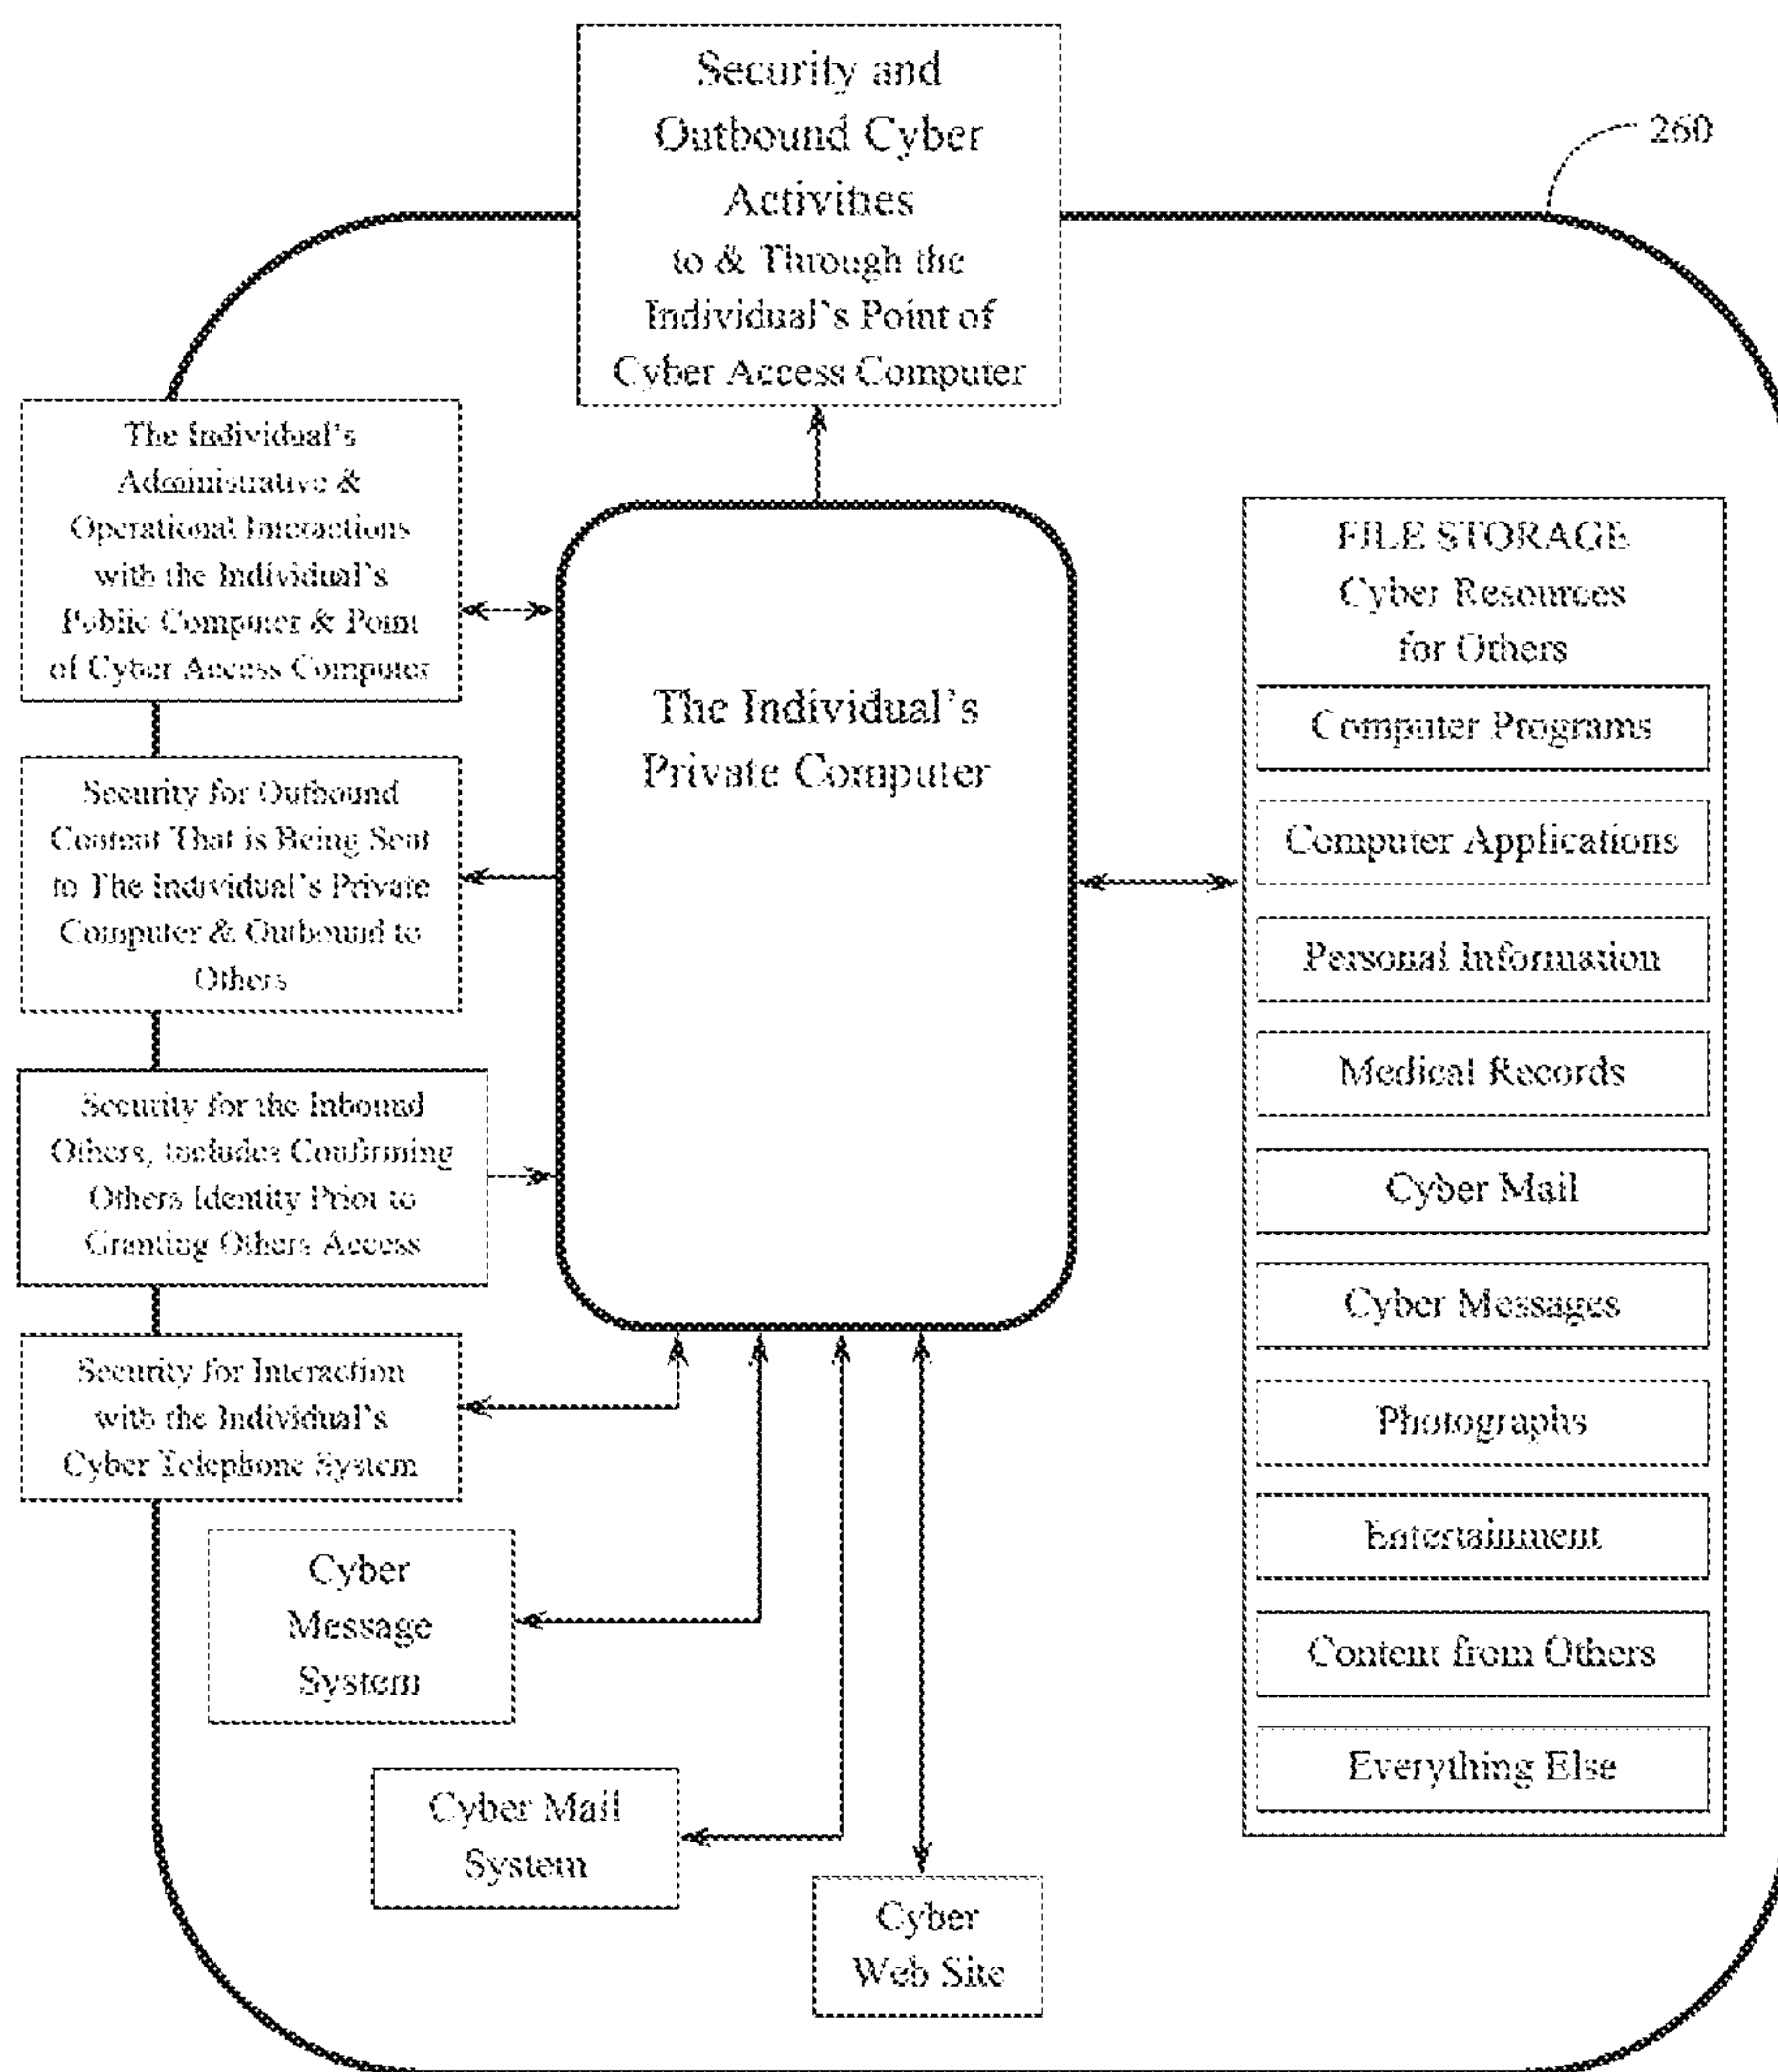 Security and
Outbound Cyber
Activities
to & Through the
Individual's Point of
Cyber Access Computer
260
The Individual's
Administrative &
Operational Interactions
with the Individual's
Public Computer & Point
of Cyber Access Computer
Security for Outbound
Content That is Being Sent
to The Individual's Private
Computer & Outbound to
Others
Security for the Inbound
Others, includes Confirming
Others Identity Prior to
Granting Others Access
Security for Interaction
with the Individual's
Cyber Telephone System
The Individual's
Private Computer
Cyber
Message
System
Cyber Mail
System
Cyber
Web Site
FILE STORAGE
Cyber Resources
for Others
Computer Programs
Computer Applications
Personal Information
Medical Records
Cyber Mail
Cyber Messages
Photographs
Entertainment
Content from Others
Everything Else